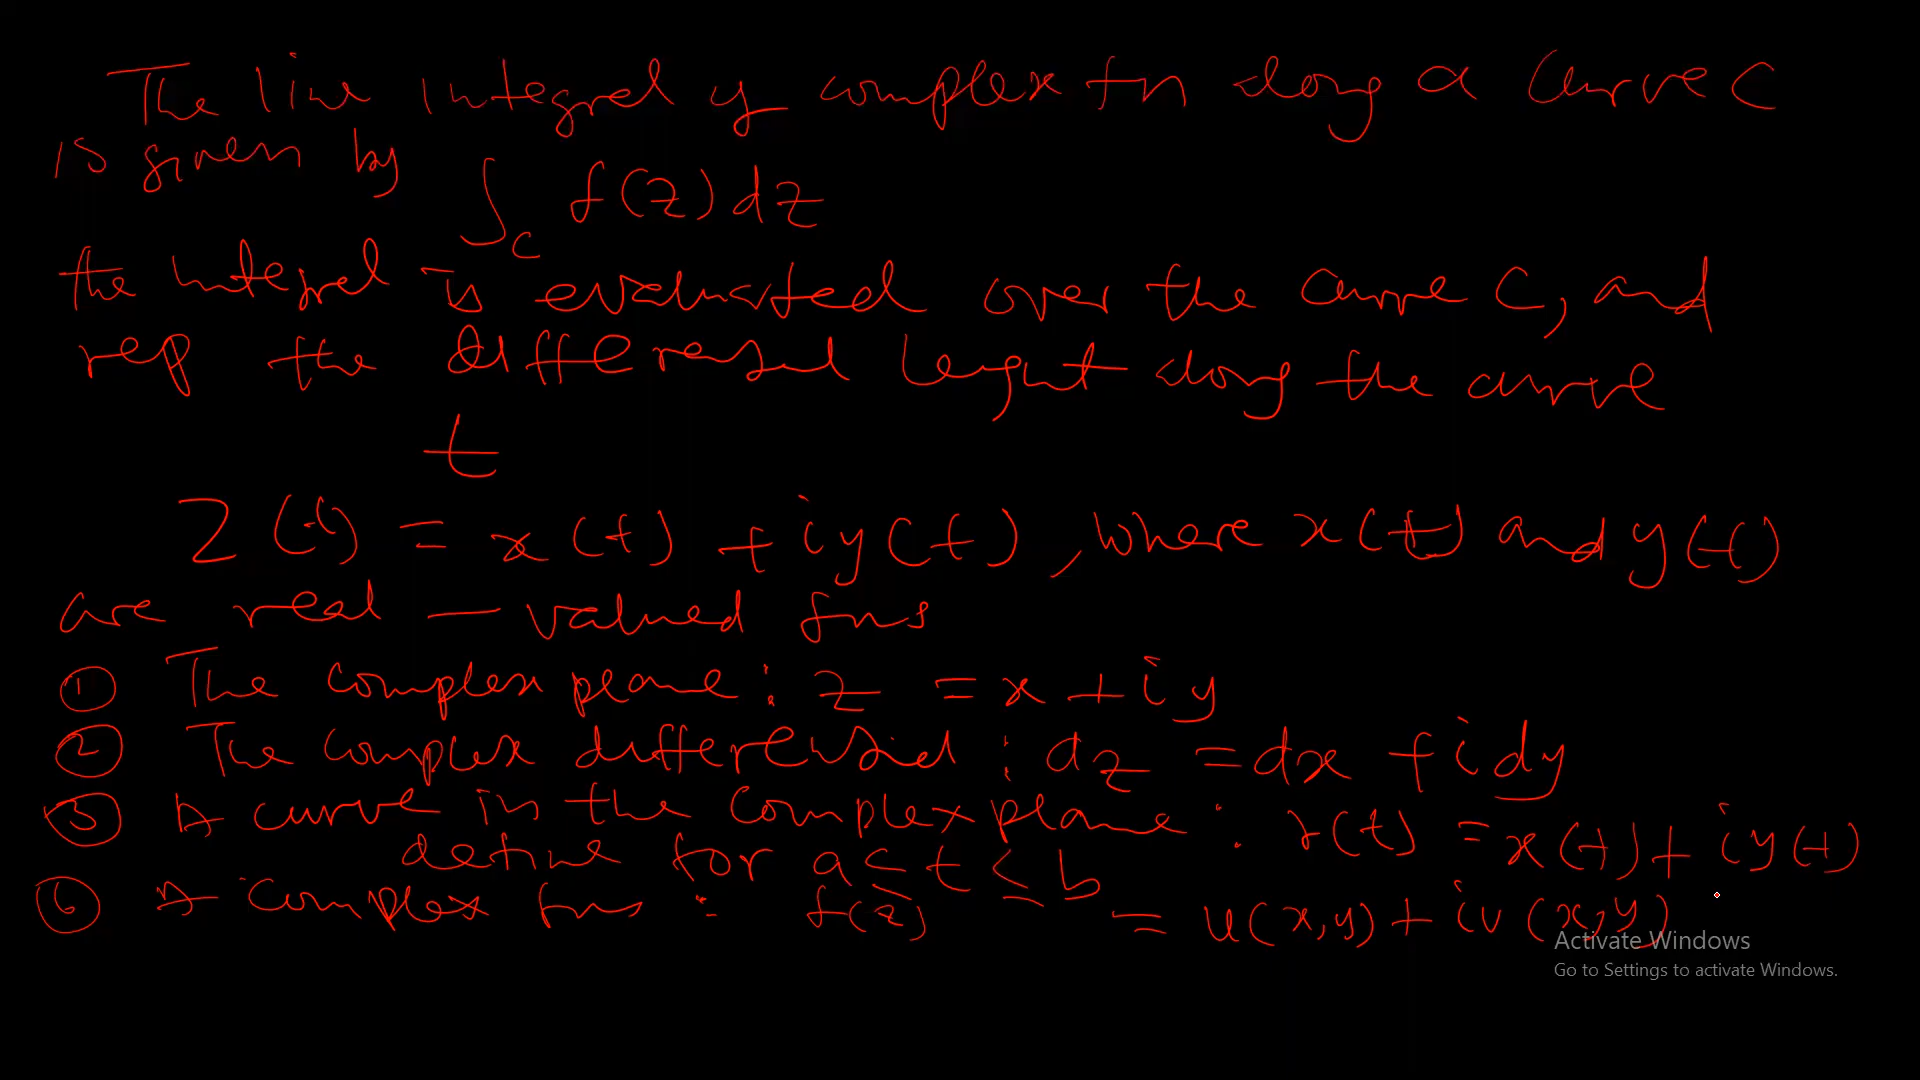 The line integral of complex fn along a curve C
is given by
∫_C f(z)dz
the integral is evaluated over the curve C, and
rep the differential lenght along the curve
t
Z(t) = x(t) + iy(t), where x(t) and y(t)
are real - valued fns
① The complex plane : z = x + iy
② The complex differential : dz = dx + idy
③ A curve in the complex plane : γ(t) = x(t) + iy(t)
define for a ≤ t ≤ b
⑥ A complex fns : f(z) = u(x,y) + iv(x,y)
Activate Windows
Go to Settings to activate Windows.